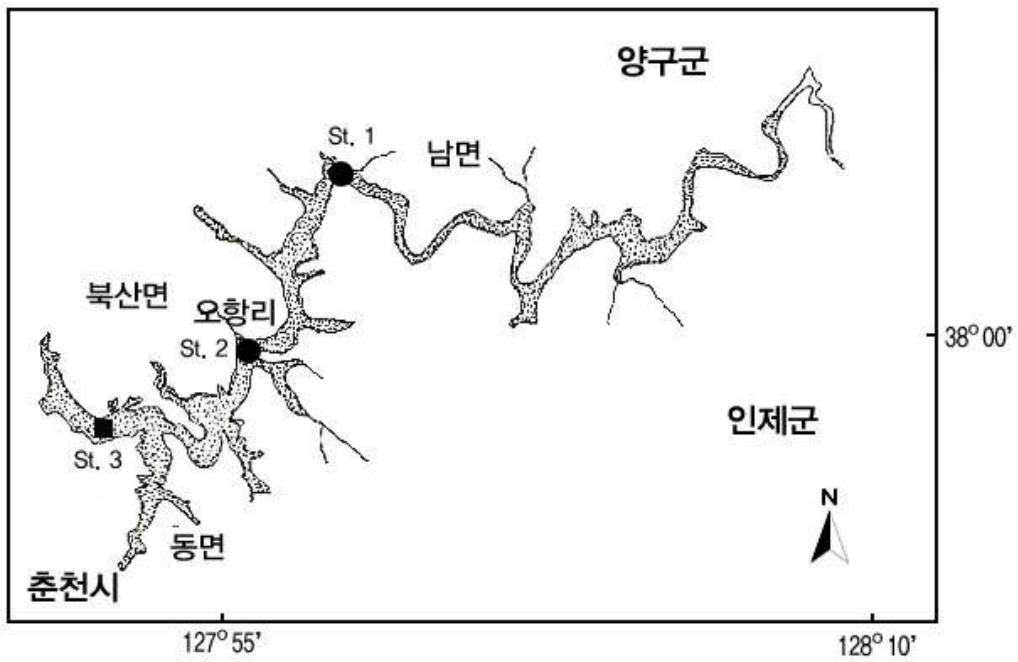 양구군
St. 1
남면
북산면
오항리
St. 2
38° 00'
인제군
St. 3
N
동면
춘천시
127° 55'
128° 10'